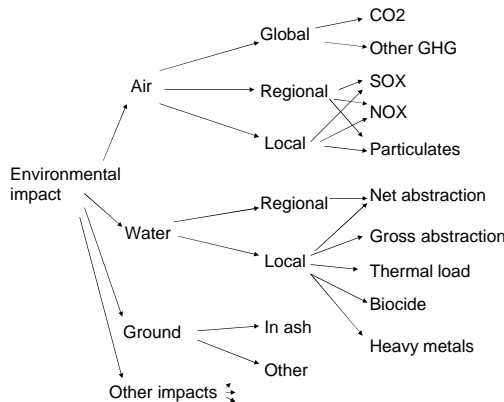 Global
CO2
Other GHG
Air
Regional
SOX
NOX
Local
Particulates
Environmental
impact
Regional
Net abstraction
Water
Gross abstraction
Local
Thermal load
Biocide
Ground
In ash
Heavy metals
Other
Other impacts